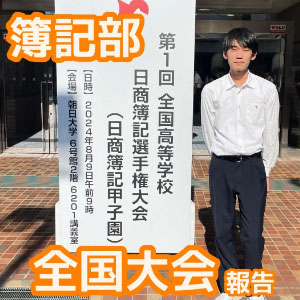 簿記部
第1回 全国高等学校
日商簿記選手権大会
(日商簿記甲子園)
【日時】2024年8月9日午前9時
【会場】朝日大学 6号館2階 6201講義室
全国大会 報告